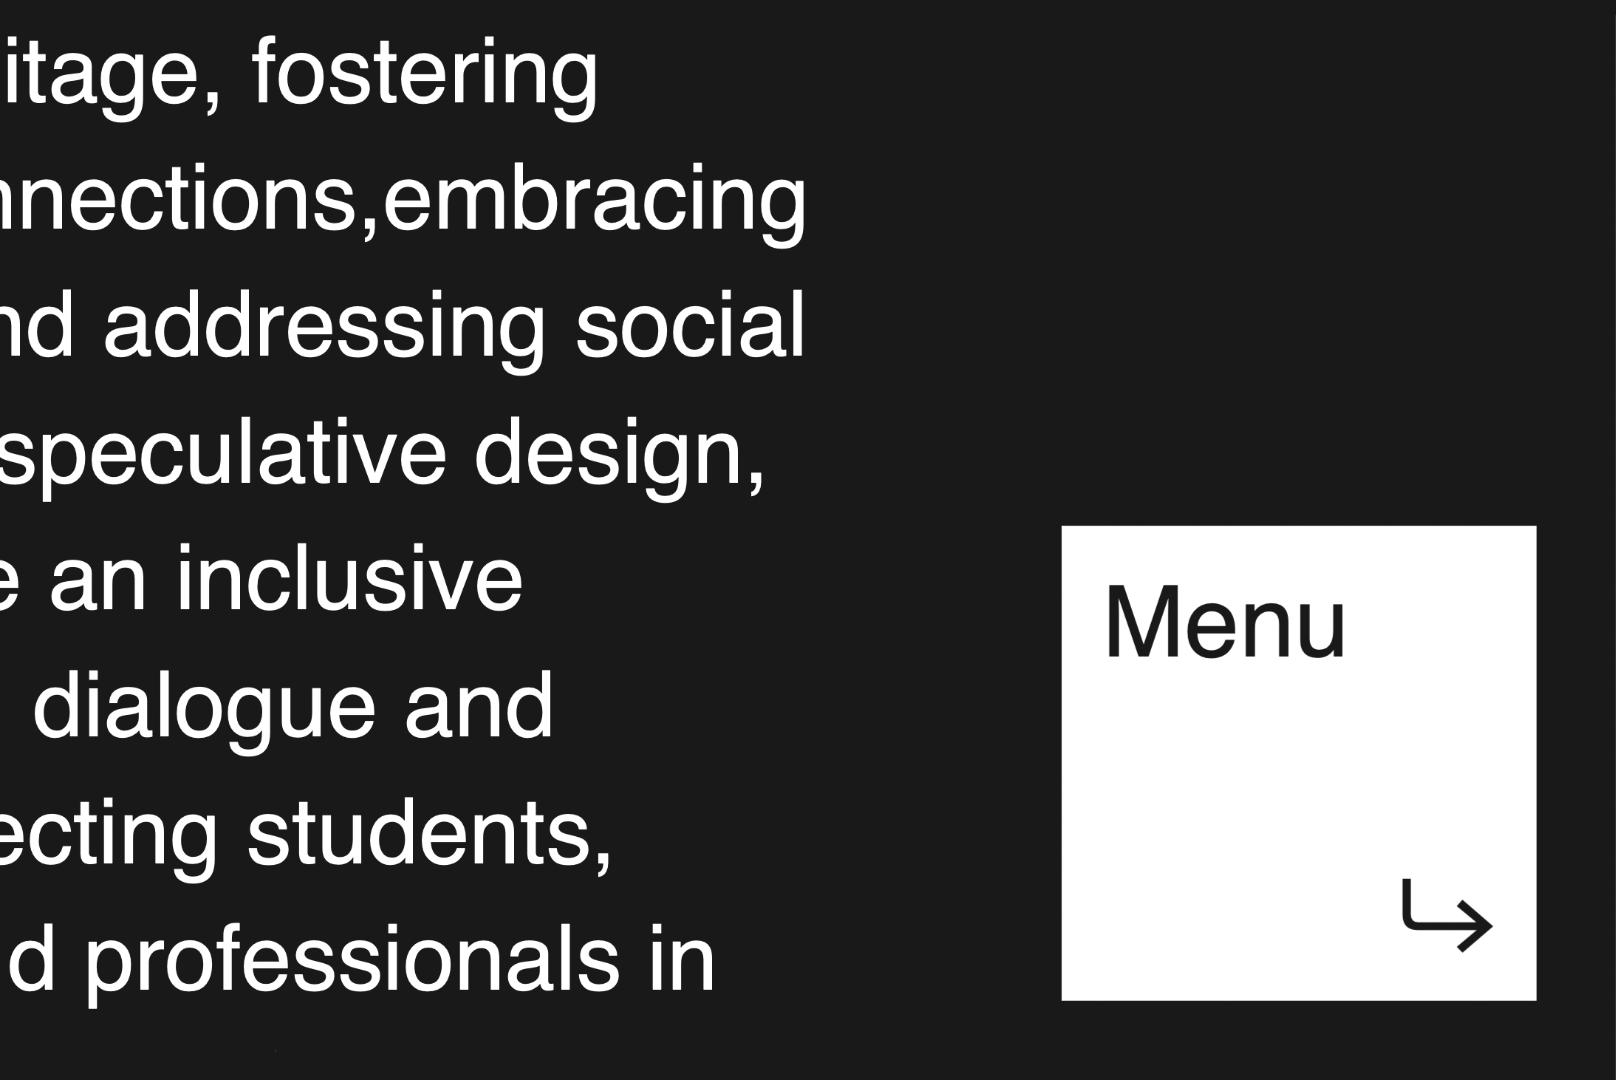 itage, fostering
nnections,embracing
nd addressing social
speculative design,
e an inclusive
dialogue and
ecting students,
d professionals in
Menu